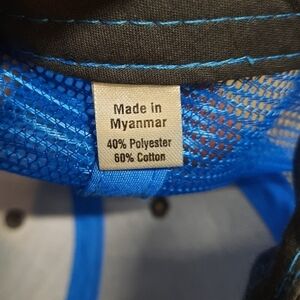 Made in
Myanmar
40% Polyester
60% Cotton